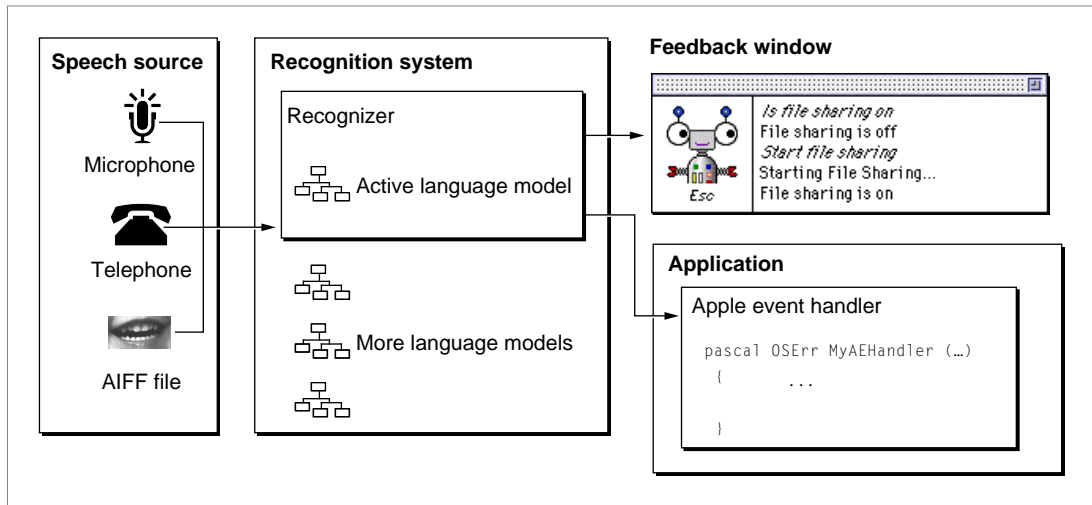 Speech source
Microphone
Telephone
AIFF file
Recognition system
Recognizer
Active language model
More language models
Feedback window
Esc
Is file sharing on
File sharing is off
Start file sharing
Starting File Sharing...
File sharing is on
Application
Apple event handler
pascal OSErr MyAEHandler (…)
{ ...
}